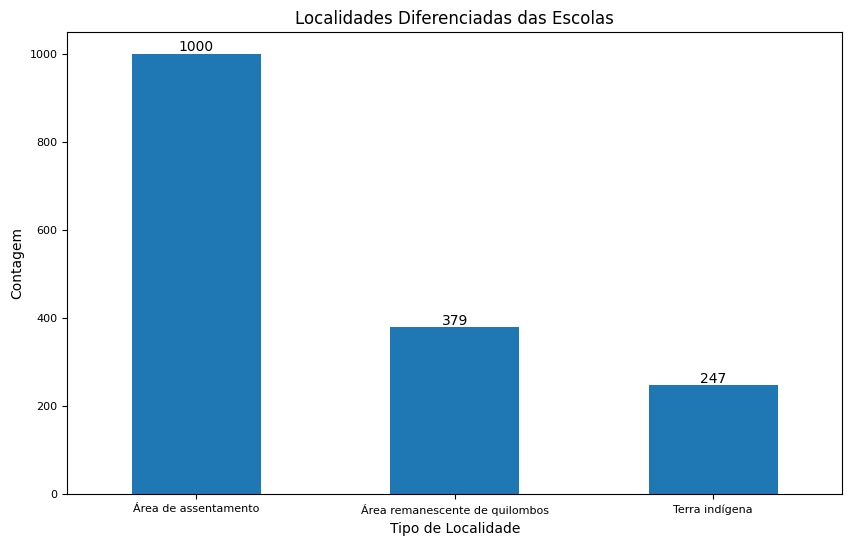 Localidades Diferenciadas das Escolas
1000
1000
800
600
400
200
0
379
247
Contagem
Área de assentamento
Área remanescente de quilombos
Terra indígena
Tipo de Localidade